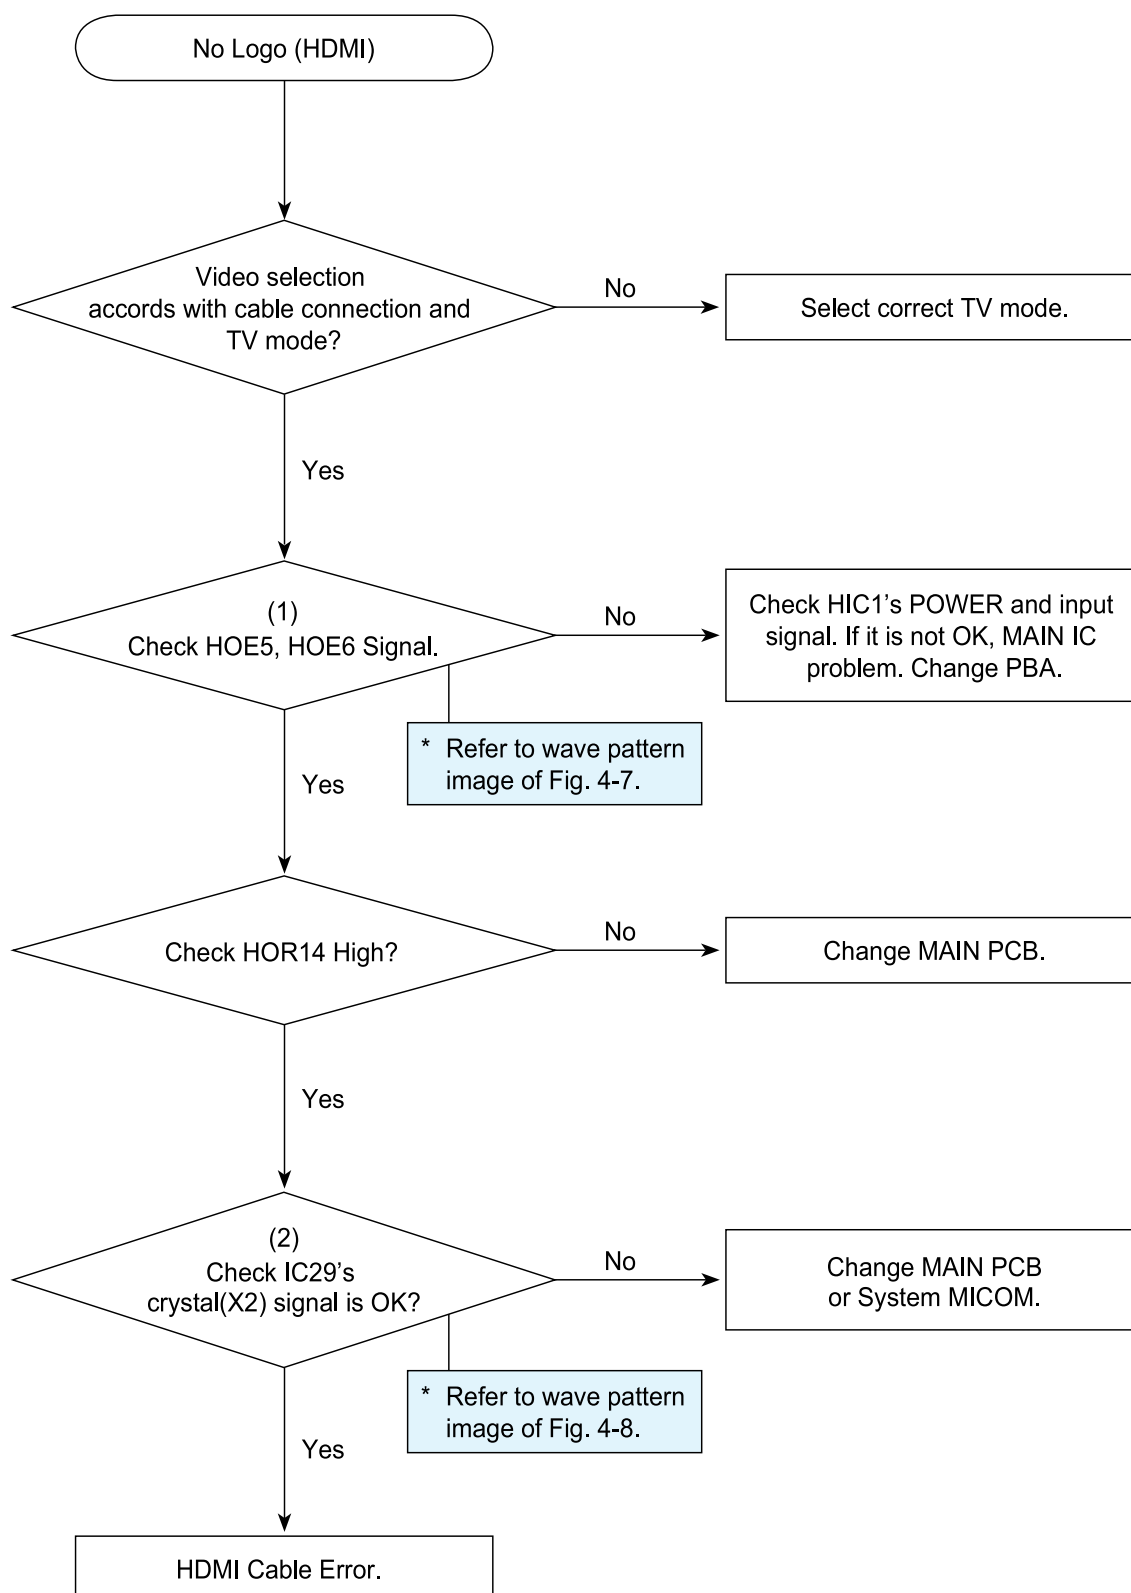 No Logo (HDMI)
Video selection
accords with cable connection and
TV mode?
No
Select correct TV mode.
Yes
(1)
Check HOE5, HOE6 Signal.
No
Check HIC1’s POWER and input
signal. If it is not OK, MAIN IC
problem. Change PBA.
* Refer to wave pattern
image of Fig. 4-7.
Yes
Check HOR14 High?
No
Change MAIN PCB.
Yes
(2)
Check IC29’s
crystal(X2) signal is OK?
No
Change MAIN PCB
or System MICOM.
* Refer to wave pattern
image of Fig. 4-8.
Yes
HDMI Cable Error.